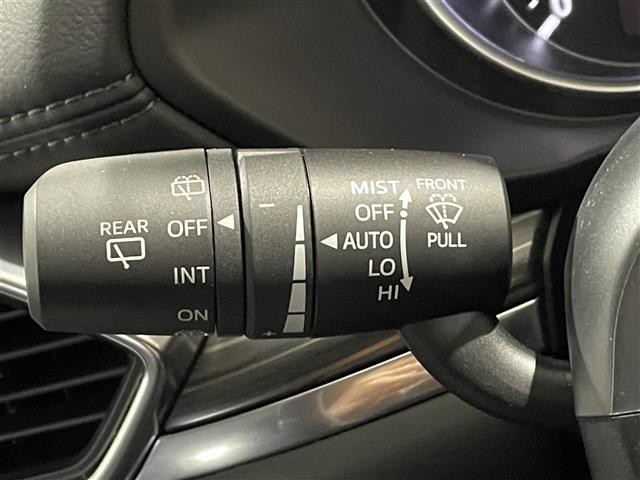 REAR
OFF
INT
ON
−
+
MIST
OFF
AUTO
LO
HI
FRONT
PULL